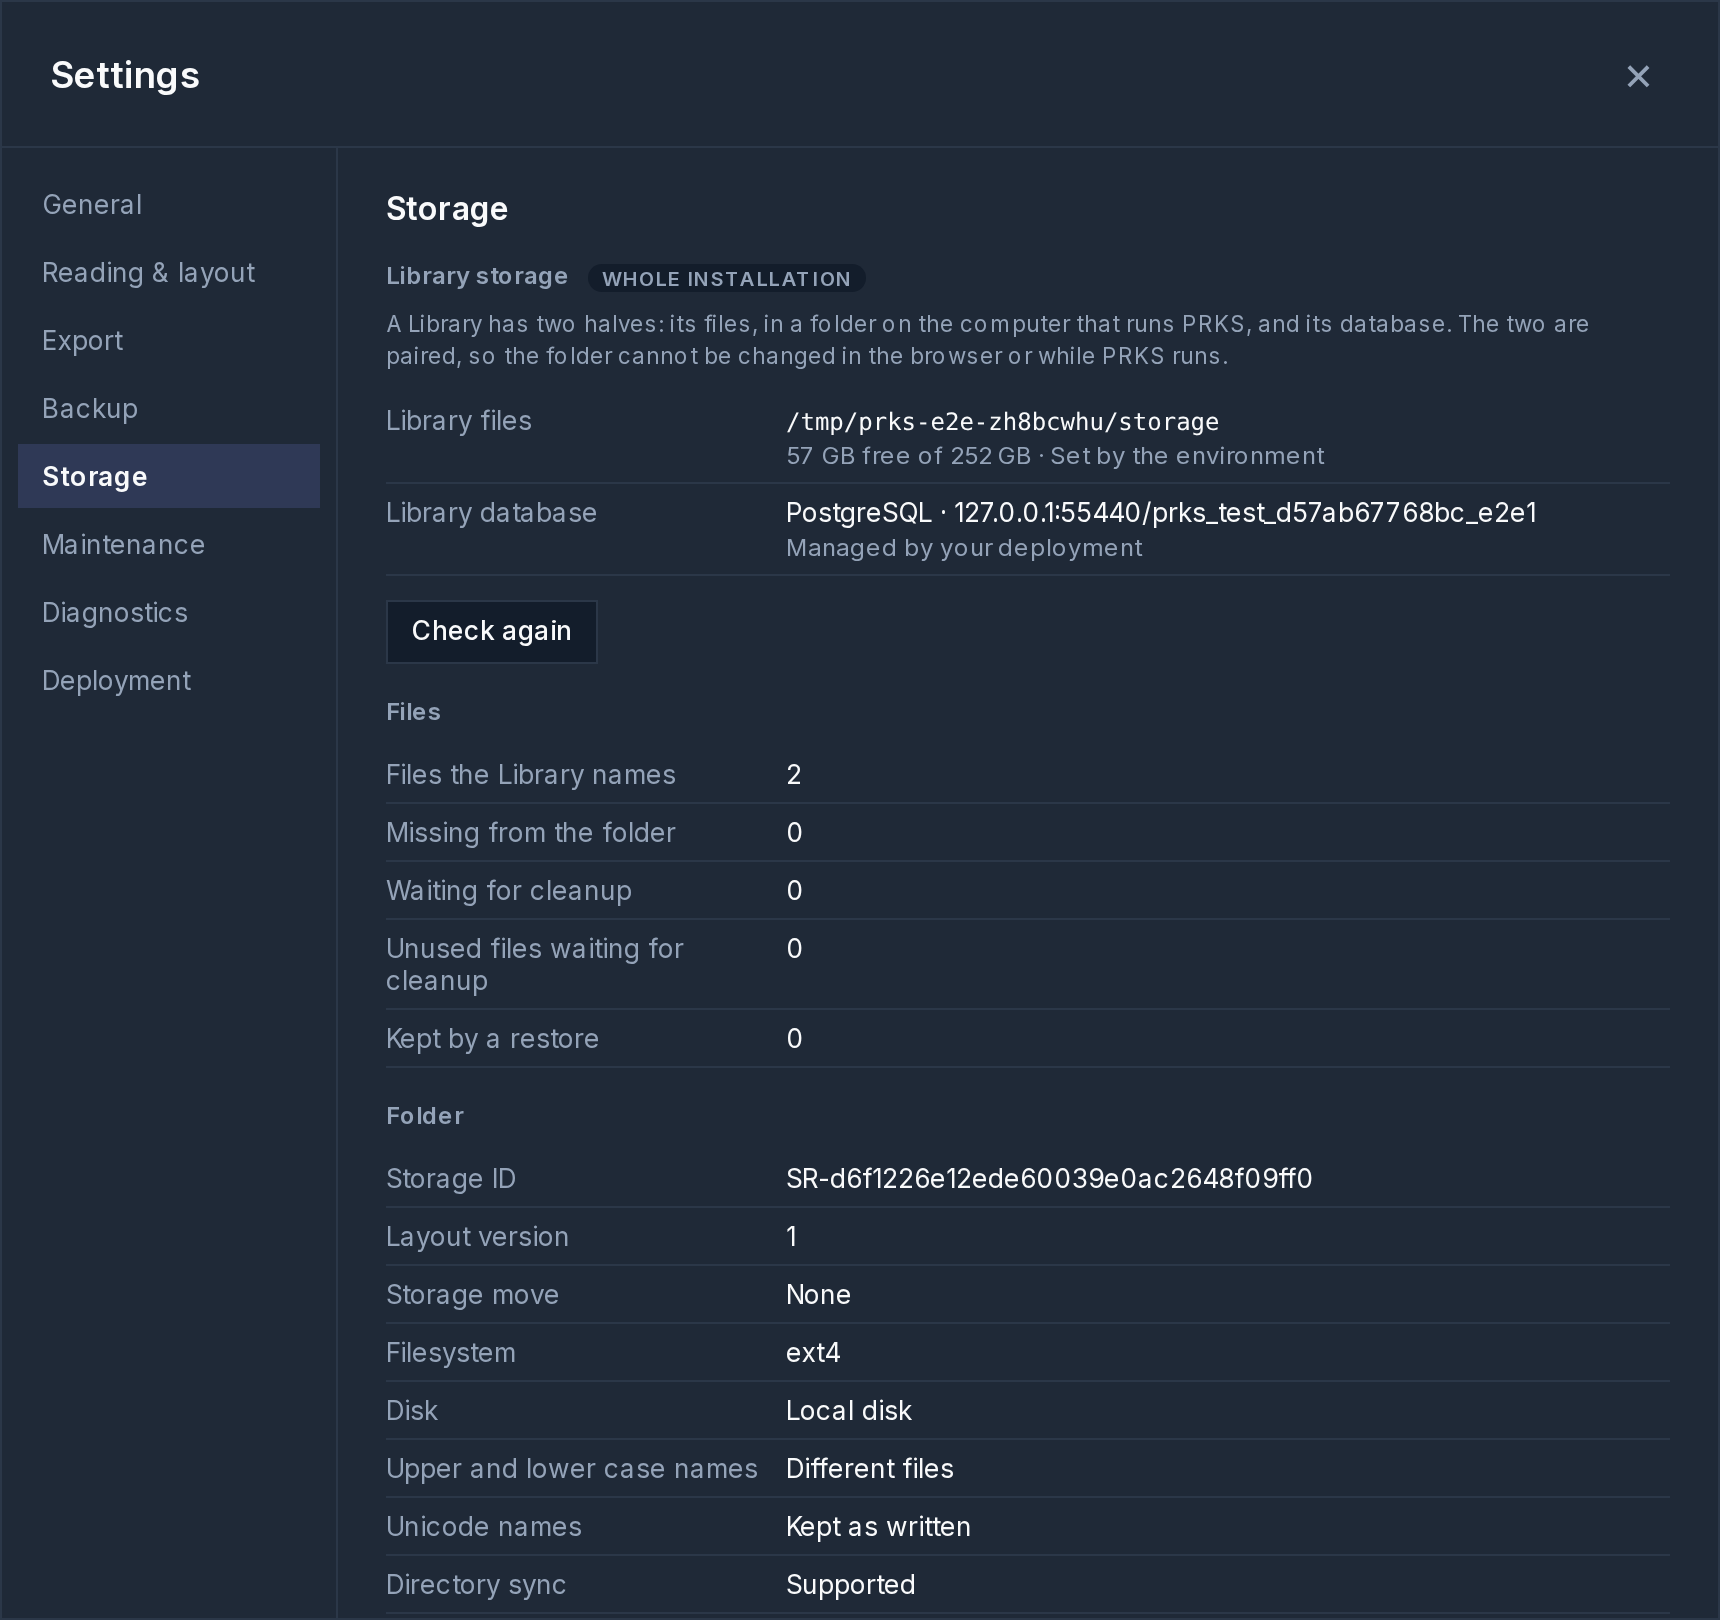 Settings
General
Reading & layout
Export
Backup
Storage
Maintenance
Diagnostics
Deployment
Storage
Library storage WHOLE INSTALLATION
A Library has two halves: its files, in a folder on the computer that runs PRKS, and its database. The two are
paired, so the folder cannot be changed in the browser or while PRKS runs.
Library files /tmp/prks-e2e-zh8bcwhu/storage
57 GB free of 252 GB · Set by the environment
Library database PostgreSQL · 127.0.0.1:55440/prks_test_d57ab67768bc_e2e1
Managed by your deployment
Check again
Files
Files the Library names 2
Missing from the folder 0
Waiting for cleanup 0
Unused files waiting for 0
cleanup
Kept by a restore 0
Folder
Storage ID SR-d6f1226e12ede60039e0ac2648f09ff0
Layout version 1
Storage move None
Filesystem ext4
Disk Local disk
Upper and lower case names Different files
Unicode names Kept as written
Directory sync Supported